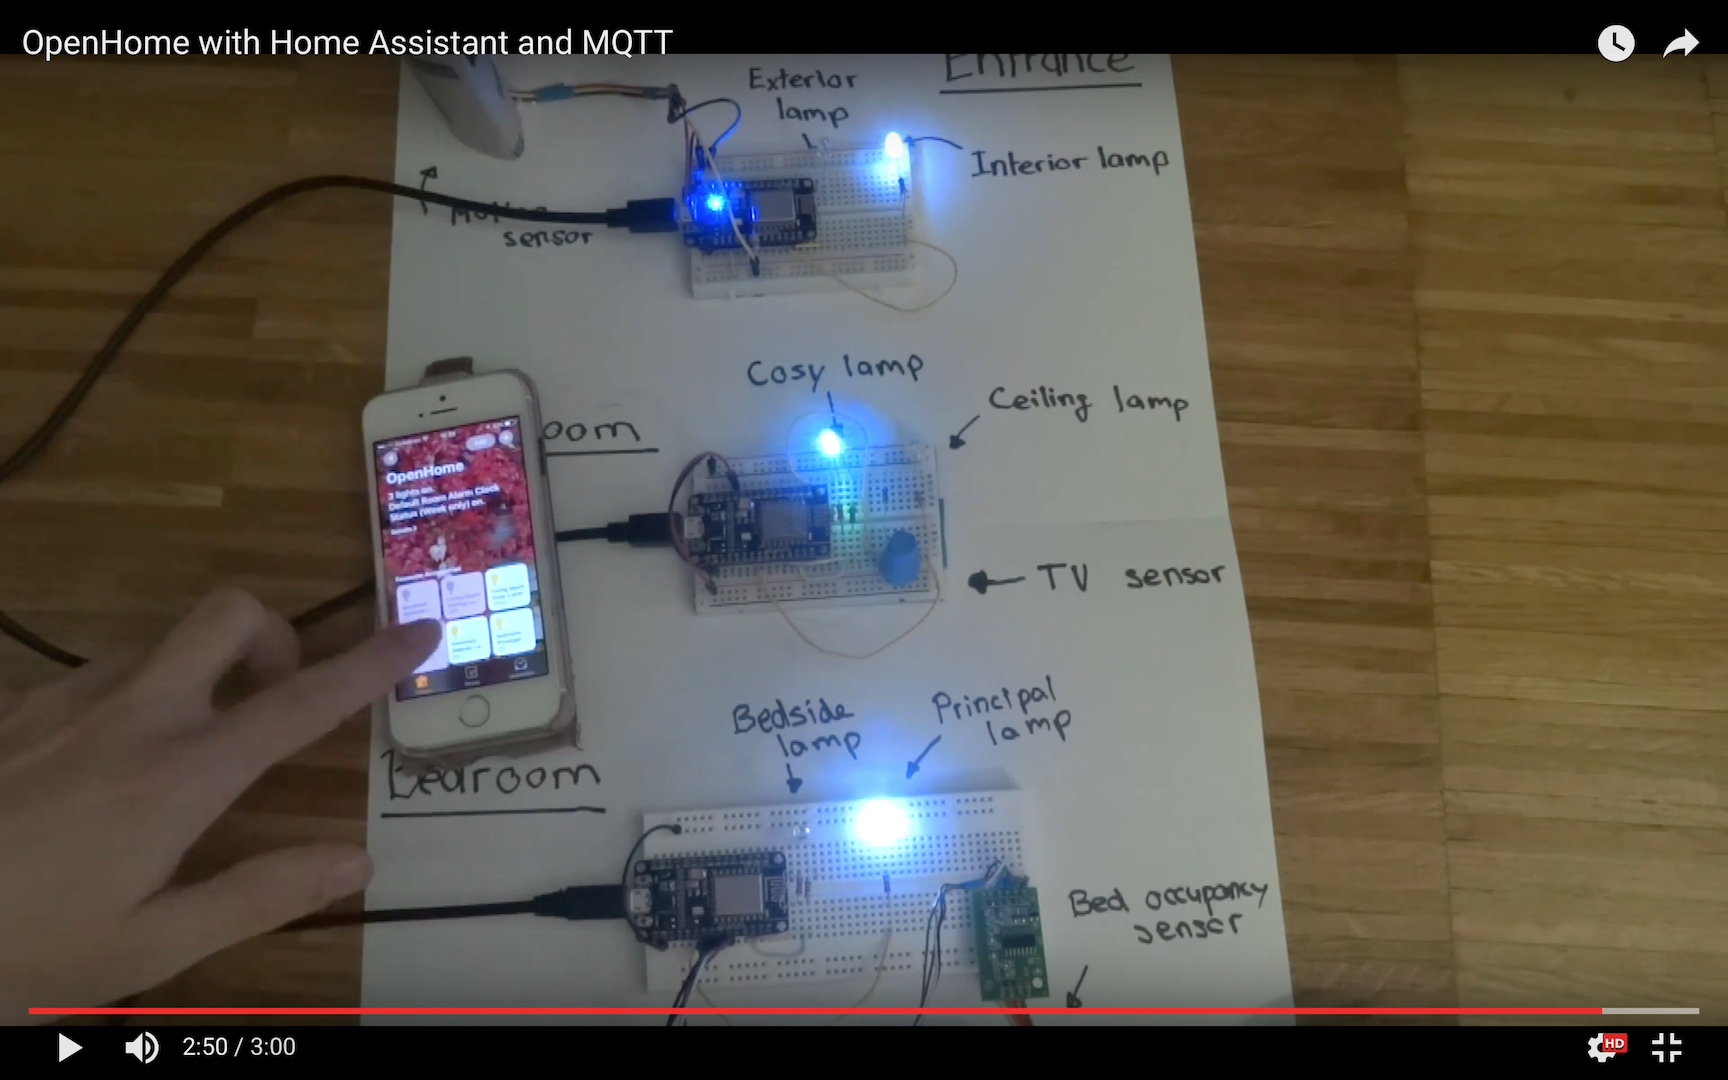 OpenHome with Home Assistant and MQTT
Entrance
Exterior
lamp
Interior lamp
Motion
sensor
Cosy lamp
Ceiling lamp
oom
OpenHome
3 lights on.
Default Room Alarm Clock
Status (Week only) on.
TV sensor
Bedside
lamp
Principal
lamp
Bedroom
Bed occupancy
sensor
2:50 / 3:00
HD